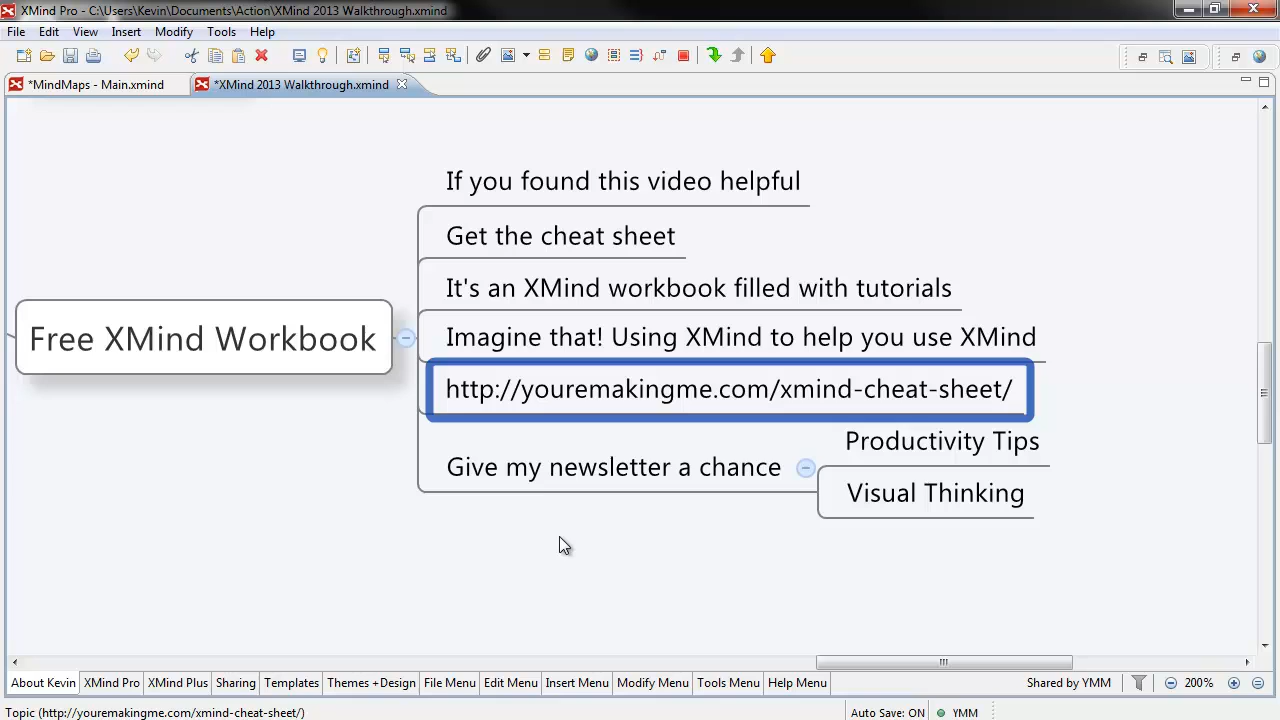 XMind Pro - C:\Users\Kevin\Documents\Action\XMind 2013 Walkthrough.xmind
File Edit View Insert Modify Tools Help
*MindMaps - Main.xmind *XMind 2013 Walkthrough.xmind
If you found this video helpful
Get the cheat sheet
It's an XMind workbook filled with tutorials
Free XMind Workbook
Imagine that! Using XMind to help you use XMind
http://youremakingme.com/xmind-cheat-sheet/
Give my newsletter a chance
Productivity Tips
Visual Thinking
About Kevin XMind Pro XMind Plus Sharing Templates Themes + Design File Menu Edit Menu Insert Menu Modify Menu Tools Menu Help Menu Shared by YMM 200%
Topic (http://youremakingme.com/xmind-cheat-sheet/) Auto Save: ON YMM